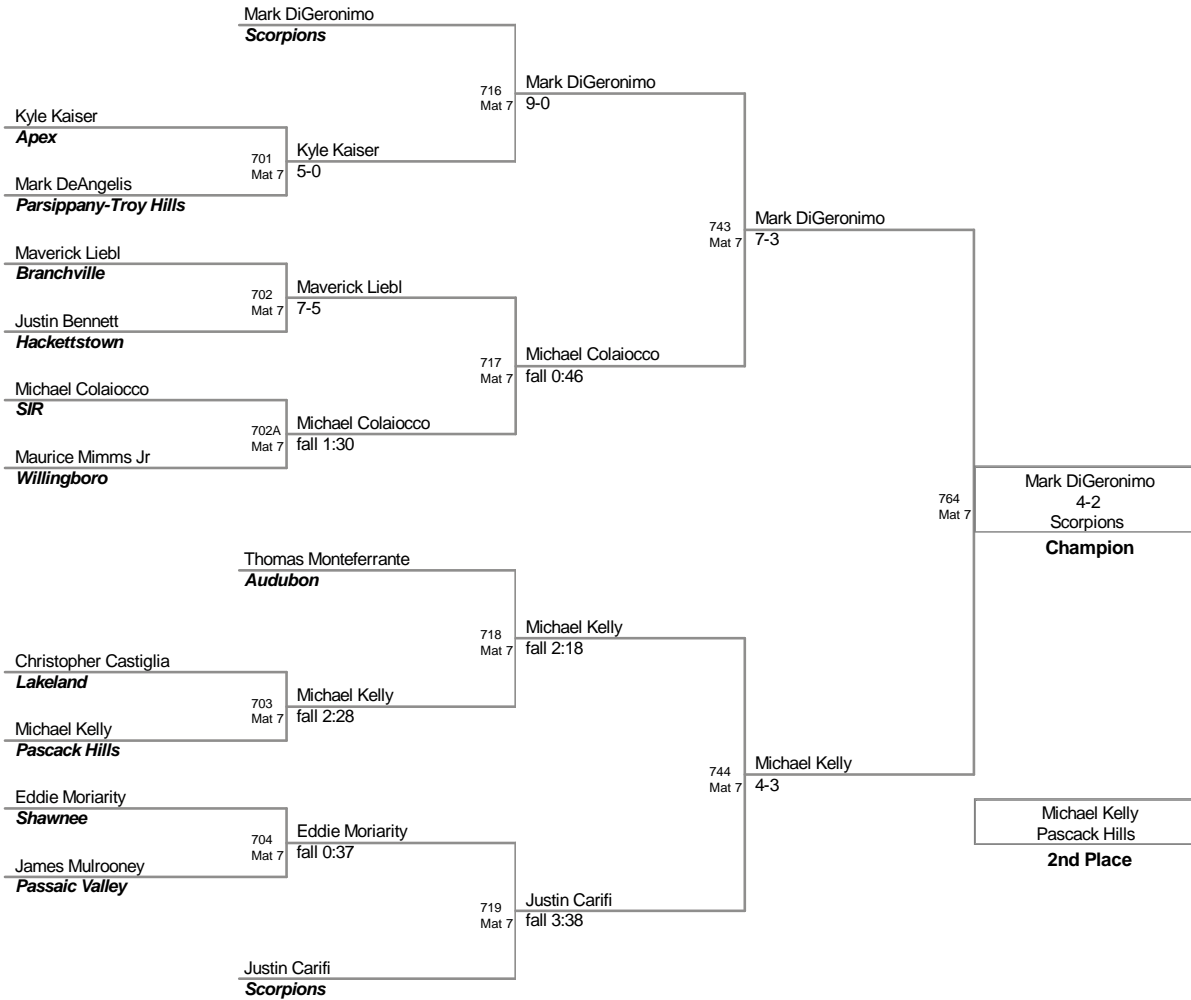 Mark DiGeronimo
Scorpions
716
Mat 7
Mark DiGeronimo
9-0
Kyle Kaiser
Apex
701
Mat 7
Kyle Kaiser
5-0
Mark DeAngelis
Parsippany-Troy Hills
743
Mat 7
Mark DiGeronimo
7-3
Maverick Liebl
Branchville
702
Mat 7
Maverick Liebl
7-5
Justin Bennett
Hackettstown
717
Mat 7
Michael Colaiocco
fall 0:46
Michael Colaiocco
SIR
702A
Mat 7
Michael Colaiocco
fall 1:30
Maurice Mimms Jr
Willingboro
764
Mat 7
Mark DiGeronimo
4-2
Scorpions
Champion
Thomas Monteferrante
Audubon
718
Mat 7
Michael Kelly
fall 2:18
Christopher Castiglia
Lakeland
703
Mat 7
Michael Kelly
fall 2:28
Michael Kelly
Pascack Hills
744
Mat 7
Michael Kelly
4-3
Eddie Moriarity
Shawnee
704
Mat 7
Eddie Moriarity
fall 0:37
James Mulrooney
Passaic Valley
Michael Kelly
Pascack Hills
2nd Place
719
Mat 7
Justin Carifi
fall 3:38
Justin Carifi
Scorpions